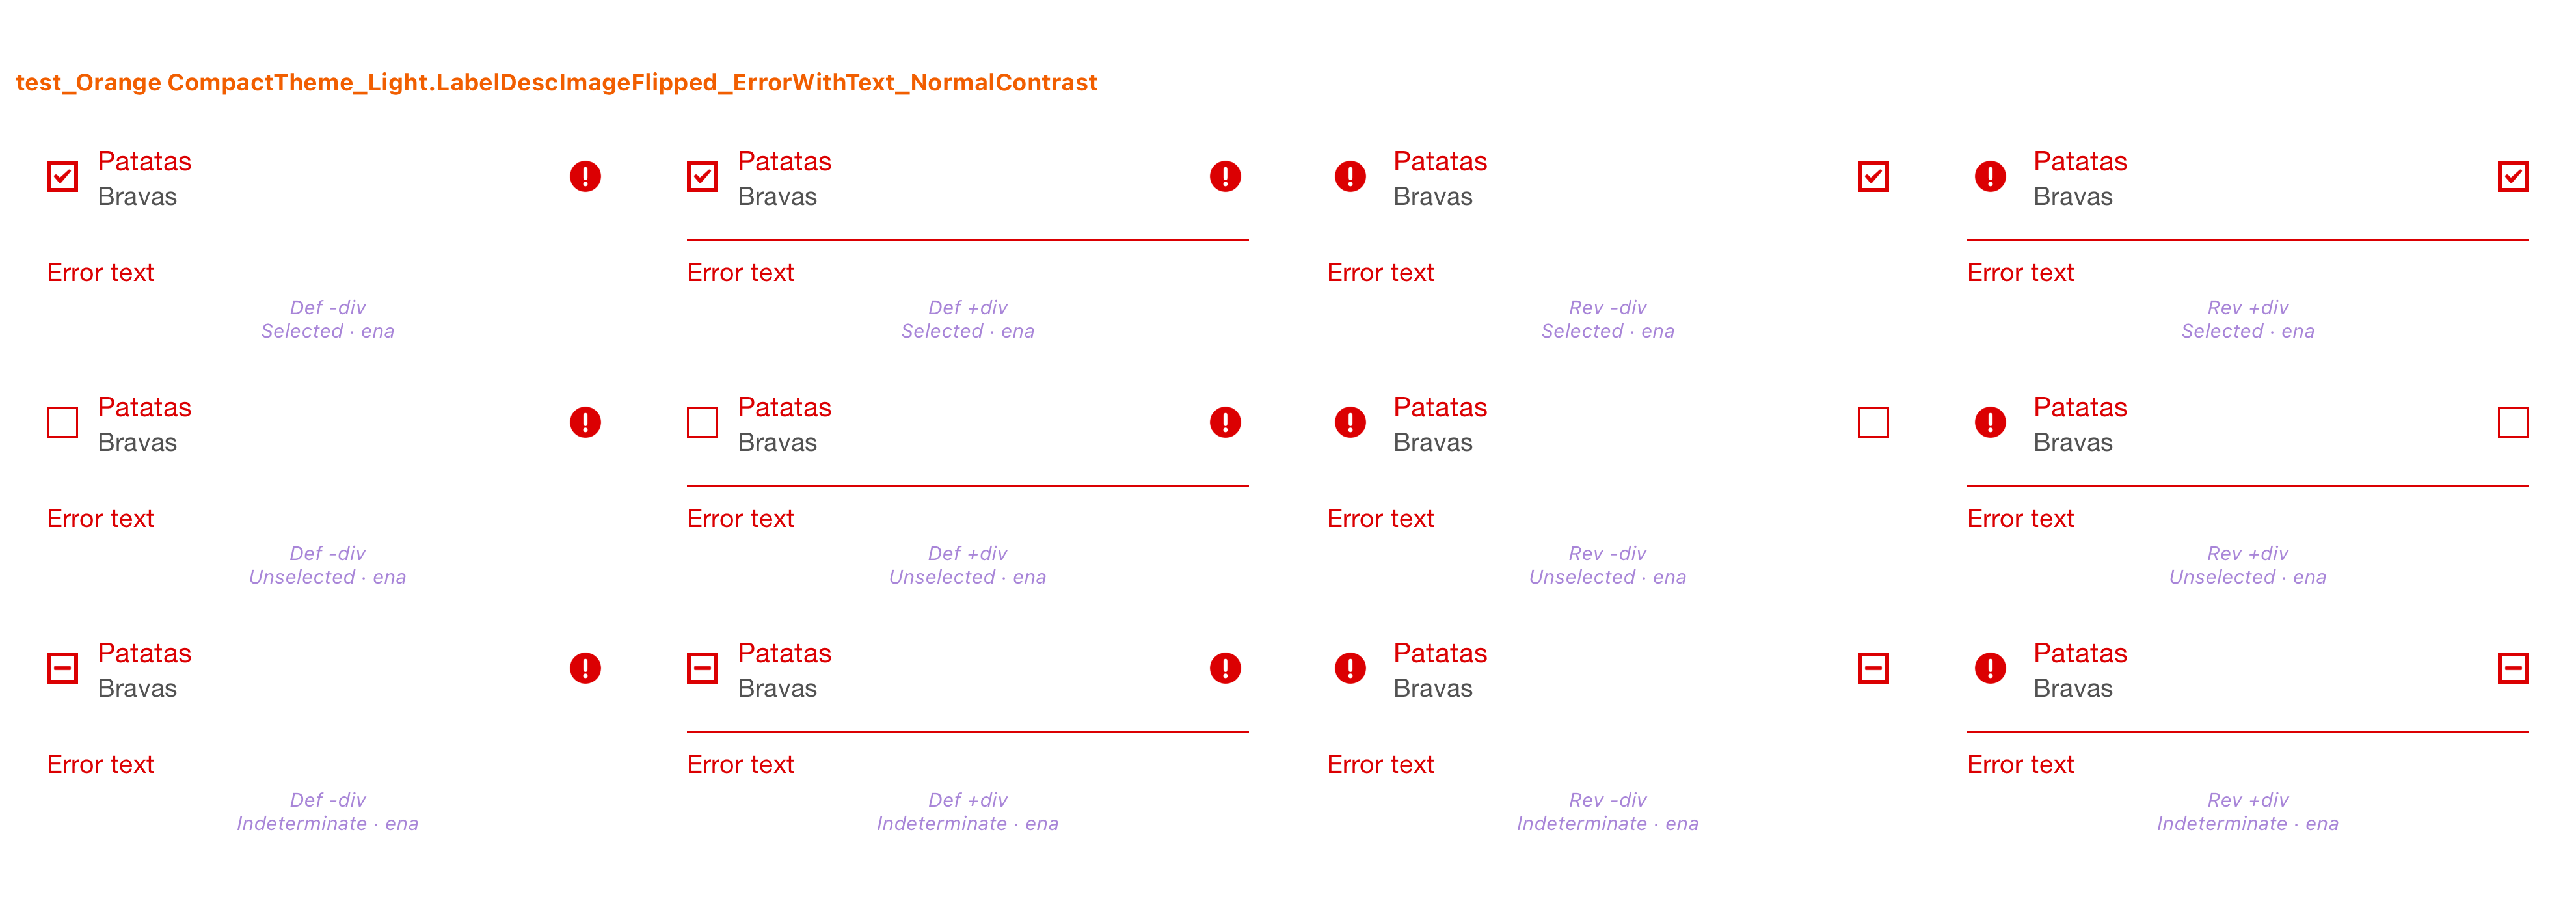 test_Orange CompactTheme_Light.LabelDescImageFlipped_ErrorWithText_NormalContrast
Patatas
Bravas
Error text
Def -div
Selected · ena
Patatas
Bravas
Error text
Def +div
Selected · ena
Patatas
Bravas
Error text
Rev -div
Selected · ena
Patatas
Bravas
Error text
Rev +div
Selected · ena
Patatas
Bravas
Error text
Def -div
Unselected · ena
Patatas
Bravas
Error text
Def +div
Unselected · ena
Patatas
Bravas
Error text
Rev -div
Unselected · ena
Patatas
Bravas
Error text
Rev +div
Unselected · ena
Patatas
Bravas
Error text
Def -div
Indeterminate · ena
Patatas
Bravas
Error text
Def +div
Indeterminate · ena
Patatas
Bravas
Error text
Rev -div
Indeterminate · ena
Patatas
Bravas
Error text
Rev +div
Indeterminate · ena